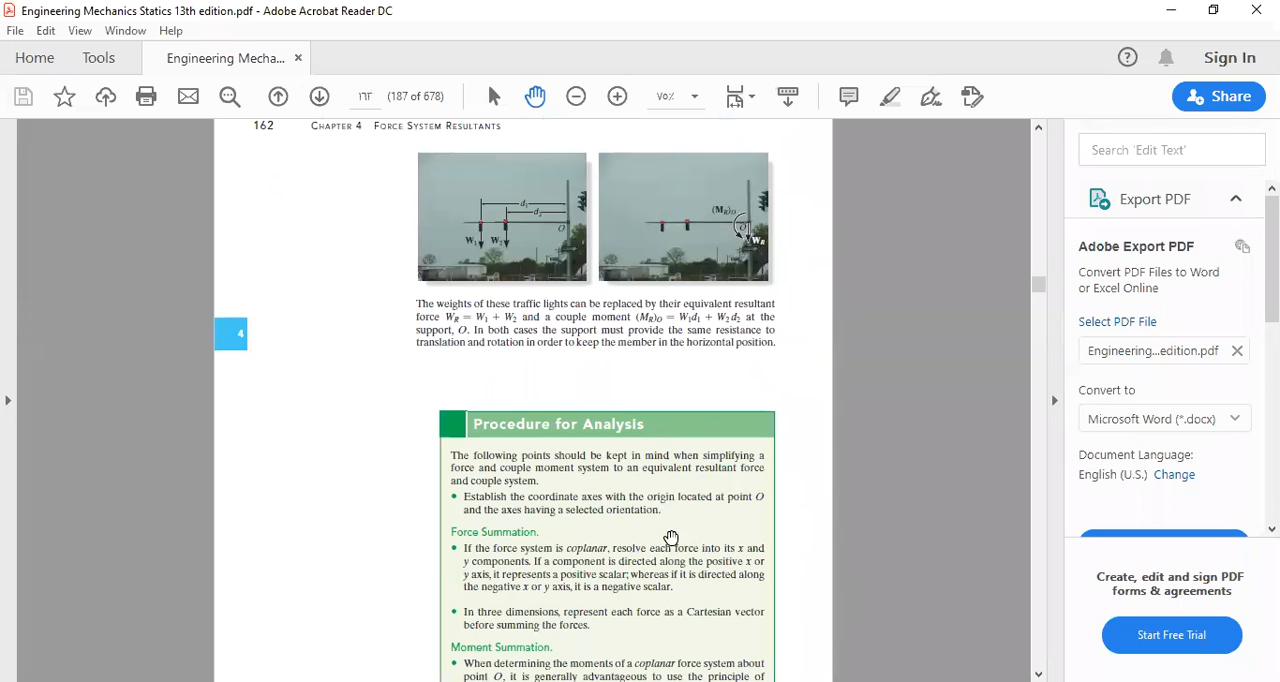 Engineering Mechanics Statics 13th edition.pdf - Adobe Acrobat Reader DC
File Edit View Window Help
Home Tools Engineering Mecha... ×
Sign In
١٦٢ (187 of 678)
٧٥%
Share
162 CHAPTER 4 FORCE SYSTEM RESULTANTS
d₁
d₂
O
W₁ W₂
(M_R)_O
O
W_R
The weights of these traffic lights can be replaced by their equivalent resultant
force W_R = W₁ + W₂ and a couple moment (M_R)_O = W₁d₁ + W₂d₂ at the
support, O. In both cases the support must provide the same resistance to
translation and rotation in order to keep the member in the horizontal position.
4
Procedure for Analysis
The following points should be kept in mind when simplifying a
force and couple moment system to an equivalent resultant force
and couple system.
• Establish the coordinate axes with the origin located at point O
and the axes having a selected orientation.
Force Summation.
• If the force system is coplanar, resolve each force into its x and
y components. If a component is directed along the positive x or
y axis, it represents a positive scalar; whereas if it is directed along
the negative x or y axis, it is a negative scalar.
• In three dimensions, represent each force as a Cartesian vector
before summing the forces.
Moment Summation.
• When determining the moments of a coplanar force system about
point O, it is generally advantageous to use the principle of
Search 'Edit Text'
Export PDF
Adobe Export PDF
Convert PDF Files to Word
or Excel Online
Select PDF File
Engineering...edition.pdf
Convert to
Microsoft Word (*.docx)
Document Language:
English (U.S.) Change
Create, edit and sign PDF
forms & agreements
Start Free Trial